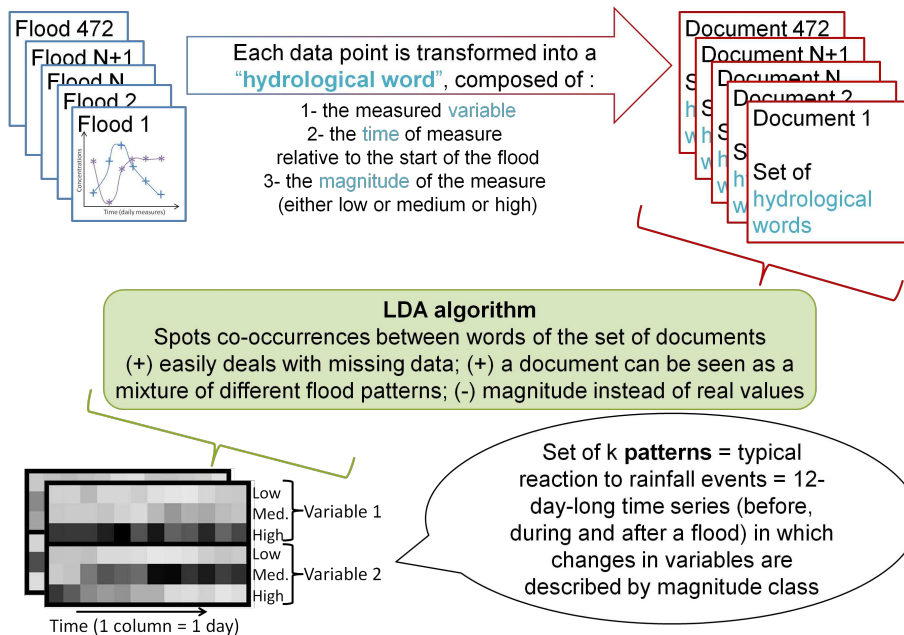 Flood 472
Flood N+1
Flood N
Flood 2
Flood 1
Concentrations
Time (daily measures)
Each data point is transformed into a
“hydrological word”, composed of :
1- the measured variable
2- the time of measure
relative to the start of the flood
3- the magnitude of the measure
(either low or medium or high)
Document 472
Document N+1
Document N
Document 2
Document 1
S
hy
w
S
hy
w
S
h
w
S
hy
w
Set of
hydrological
words
LDA algorithm
Spots co-occurrences between words of the set of documents
(+) easily deals with missing data; (+) a document can be seen as a
mixture of different flood patterns; (-) magnitude instead of real values
Set of k patterns = typical
reaction to rainfall events = 12-
day-long time series (before,
during and after a flood) in which
changes in variables are
described by magnitude class
Low
Med.
High
Variable 1
Low
Med.
High
Variable 2
Time (1 column = 1 day)